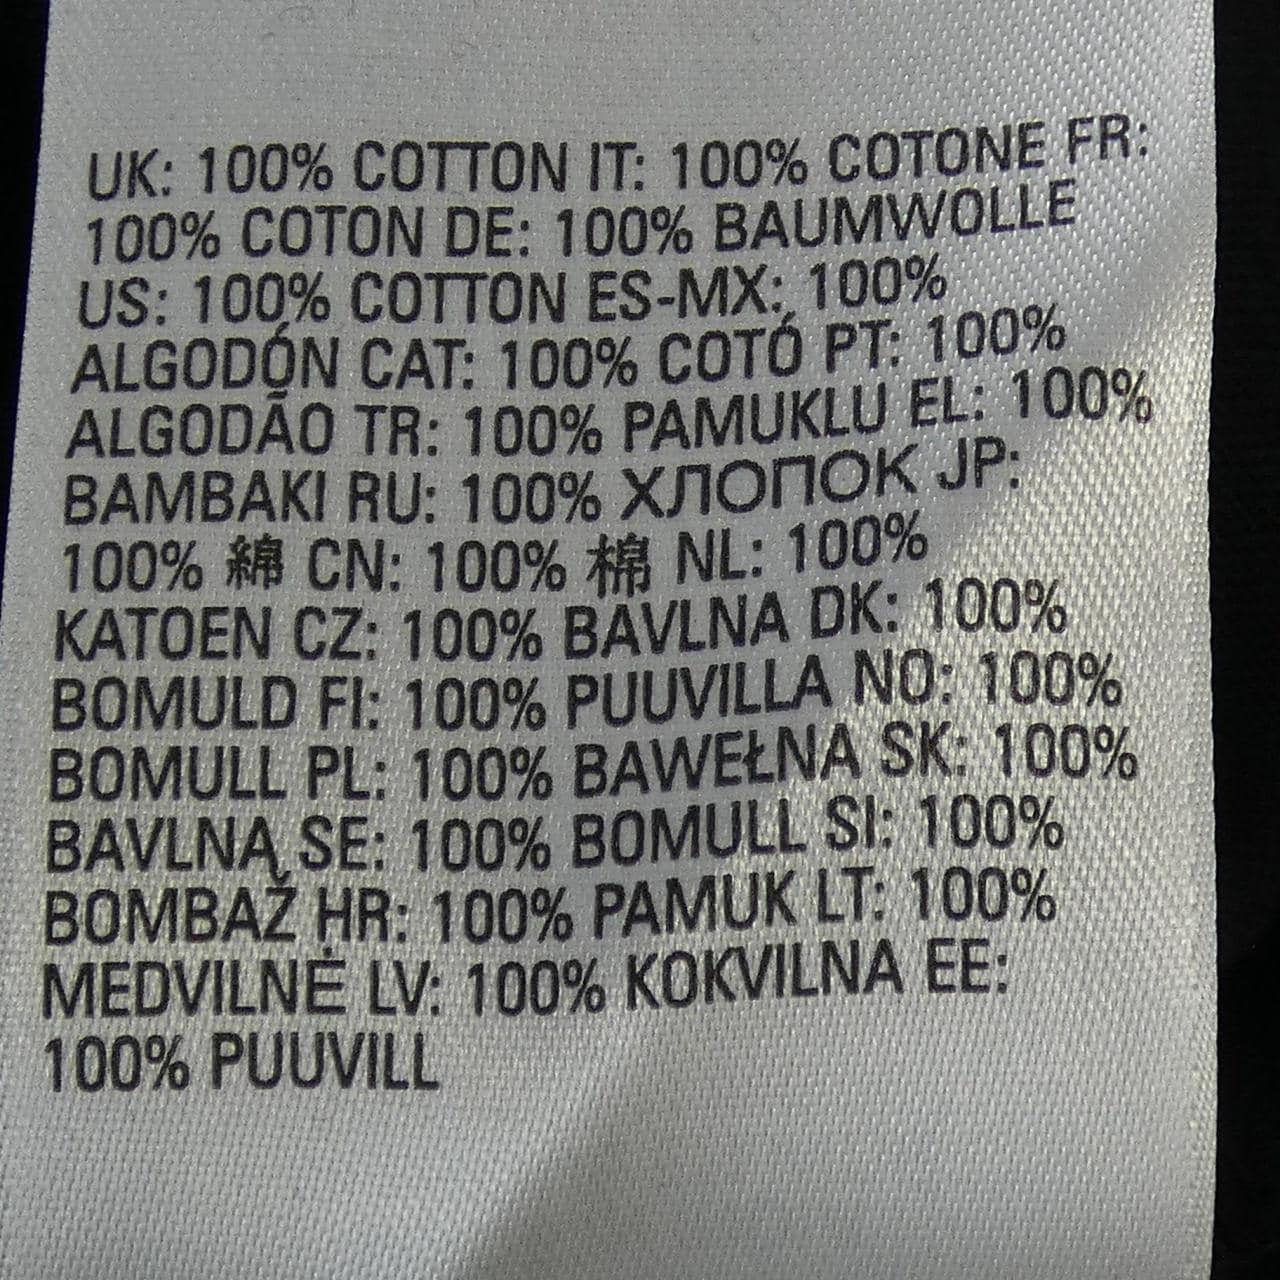 UK: 100% COTTON IT: 100% COTONE FR:
100% COTON DE: 100% BAUMWOLLE
US: 100% COTTON ES-MX: 100%
ALGODÓN CAT: 100% COTÓ PT: 100%
ALGODÃO TR: 100% PAMUKLU EL: 100%
BAMBAKI RU: 100% ХЛОПОК JP:
100% 綿 CN: 100% 棉 NL: 100%
KATOEN CZ: 100% BAVLNA DK: 100%
BOMULD FI: 100% PUUVILLA NO: 100%
BOMULL PL: 100% BAWEŁNA SK: 100%
BAVLNĄ SE: 100% BOMULL SI: 100%
BOMBAŽ HR: 100% PAMUK LT: 100%
MEDVILNĖ LV: 100% KOKVILNA EE:
100% PUUVILL